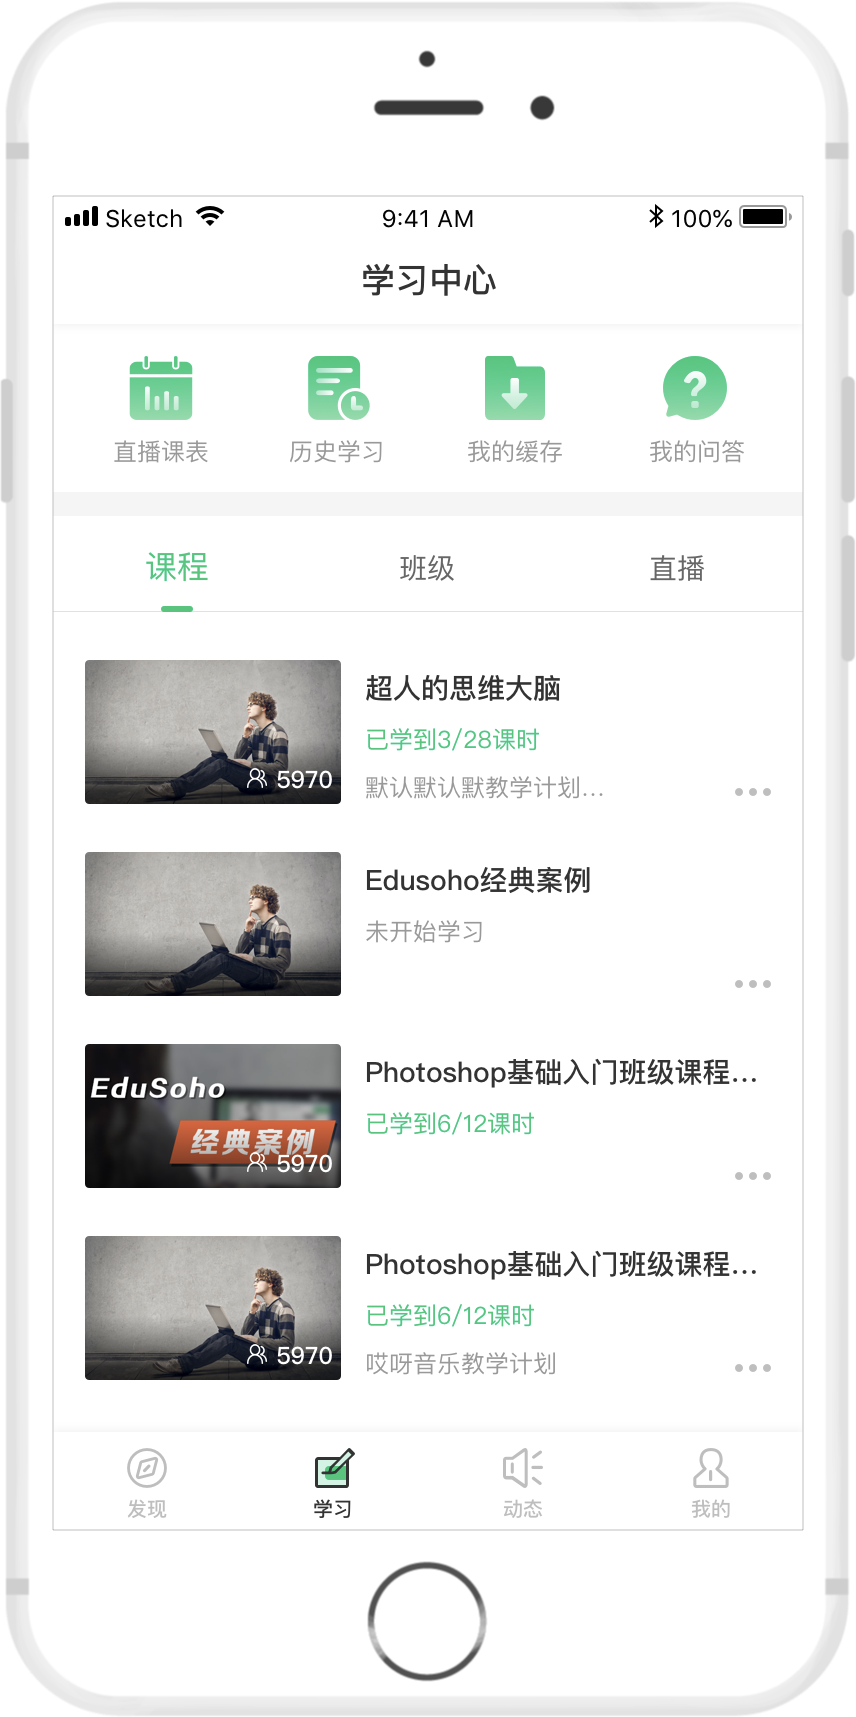 Sketch 9:41 AM 100%
学习中心
直播课表 历史学习 我的缓存 我的问答
课程 班级 直播
超人的思维大脑
已学到3/28课时
默认默认默教学计划...
5970
Edusoho经典案例
未开始学习
Photoshop基础入门班级课程...
已学到6/12课时
EduSoho
经典案例
5970
Photoshop基础入门班级课程...
已学到6/12课时
哎呀音乐教学计划
5970
发现 学习 动态 我的